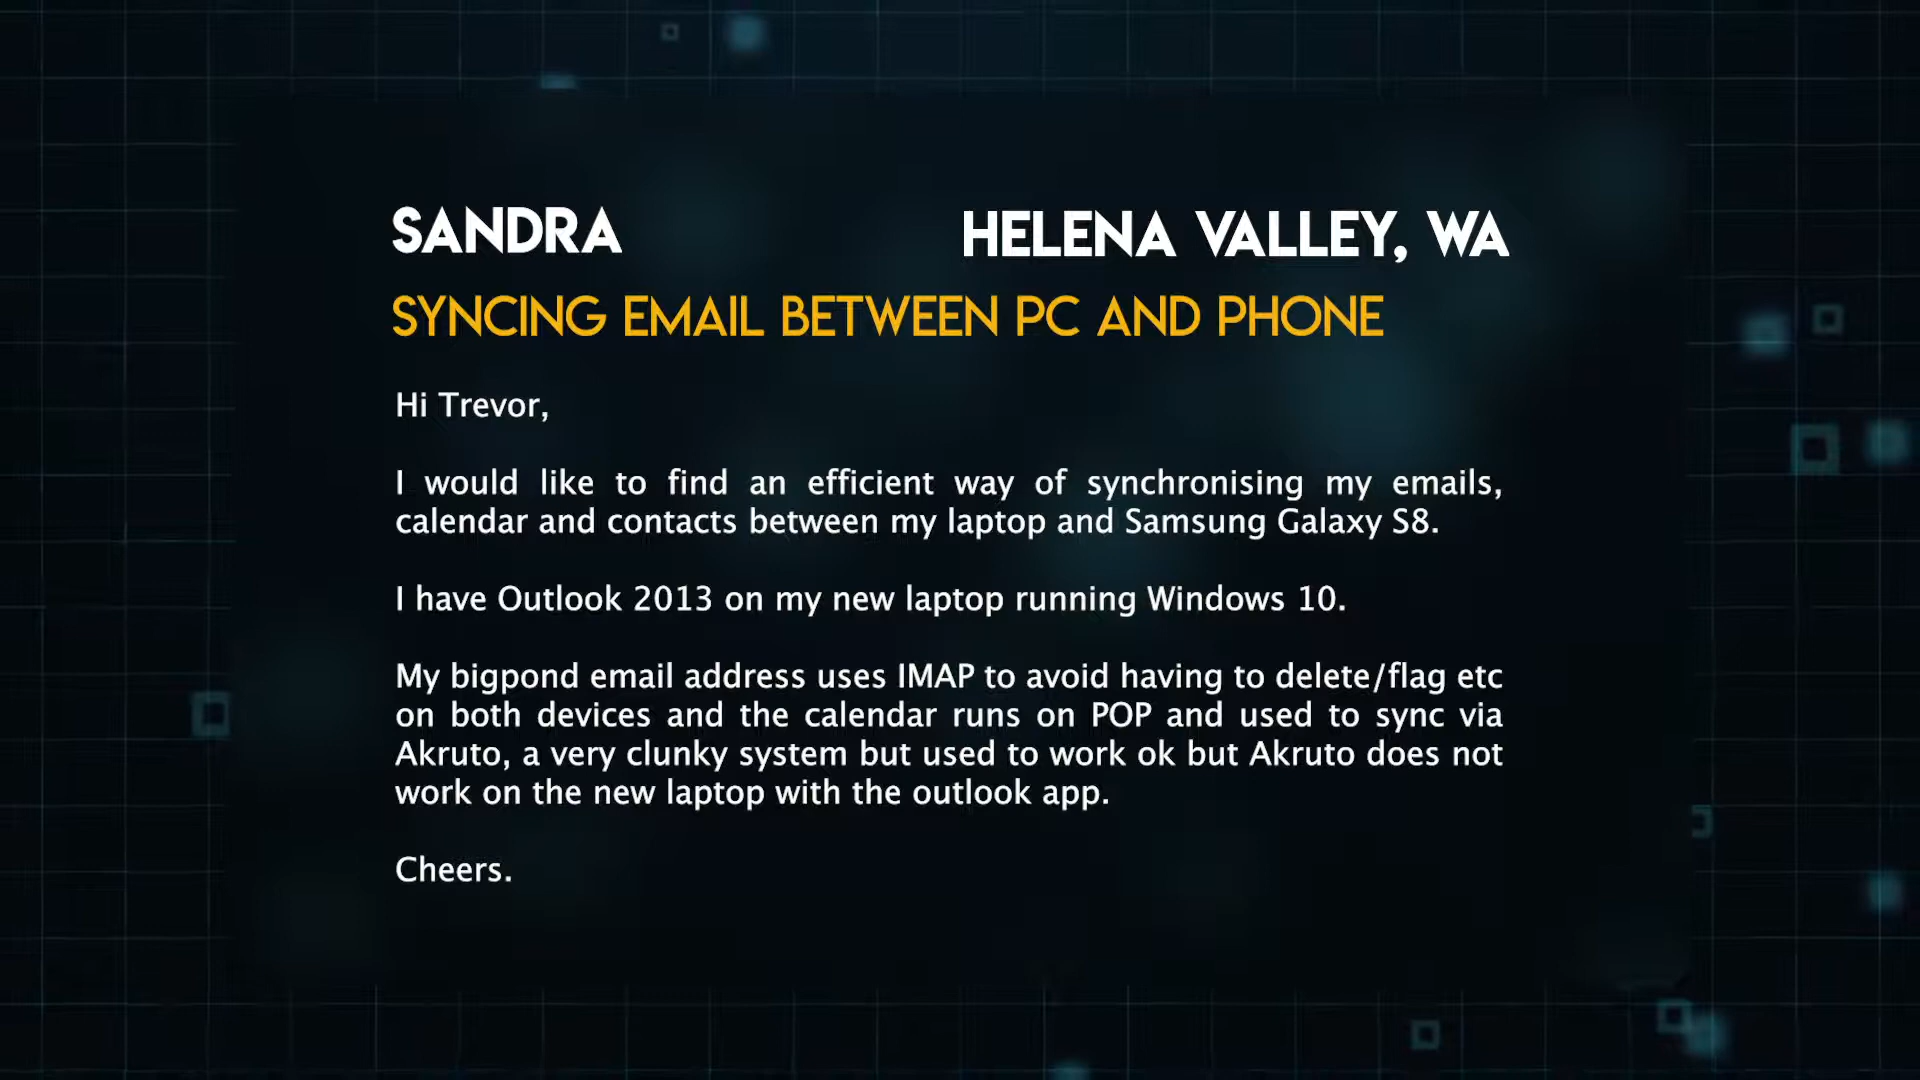 SANDRA
HELENA VALLEY, WA
SYNCING EMAIL BETWEEN PC AND PHONE
Hi Trevor,
I would like to find an efficient way of synchronising my emails,
calendar and contacts between my laptop and Samsung Galaxy S8.
I have Outlook 2013 on my new laptop running Windows 10.
My bigpond email address uses IMAP to avoid having to delete/flag etc
on both devices and the calendar runs on POP and used to sync via
Akruto, a very clunky system but used to work ok but Akruto does not
work on the new laptop with the outlook app.
Cheers.